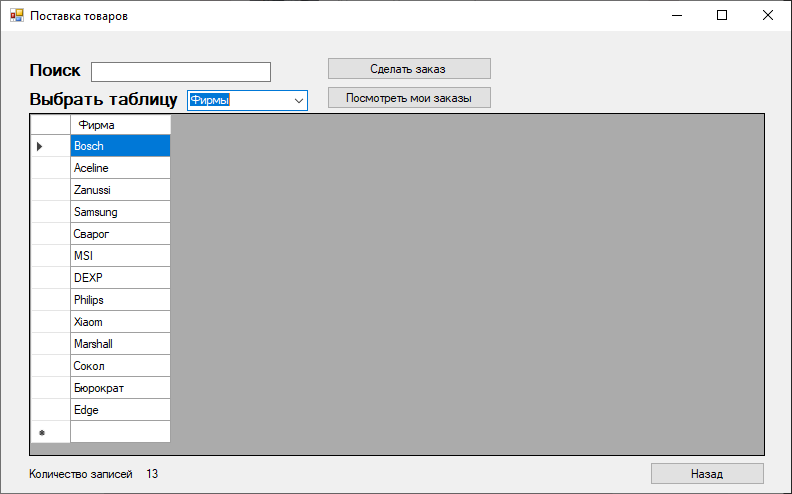 Поставка товаров
Поиск
Сделать заказ
Выбрать таблицу Фирмы
Посмотреть мои заказы
Фирма
Bosch
Aceline
Zanussi
Samsung
Сварог
MSI
DEXP
Philips
Xiaom
Marshall
Сокол
Бюрократ
Edge
Количество записей 13
Назад